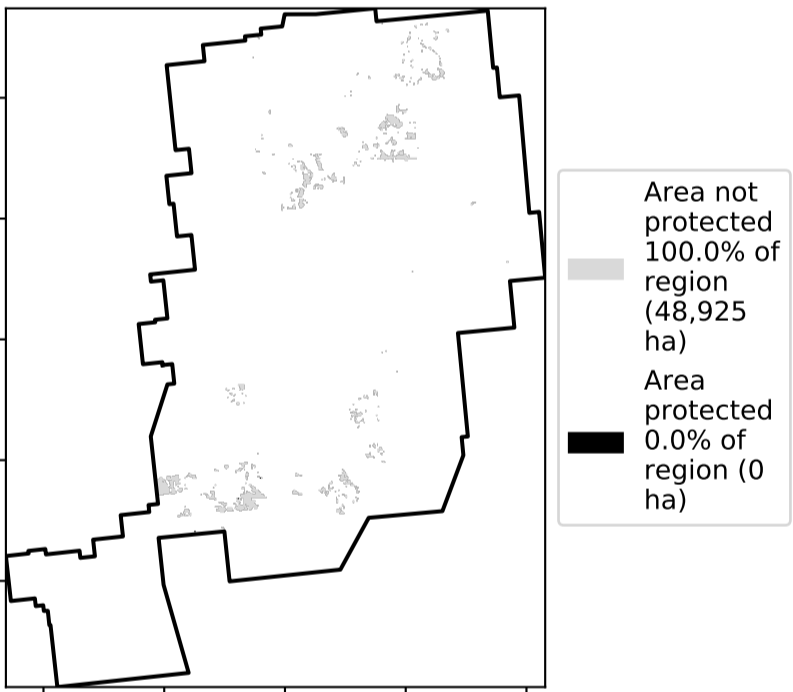 Area not
protected
100.0% of
region
(48,925
ha)
Area
protected
0.0% of
region (0
ha)